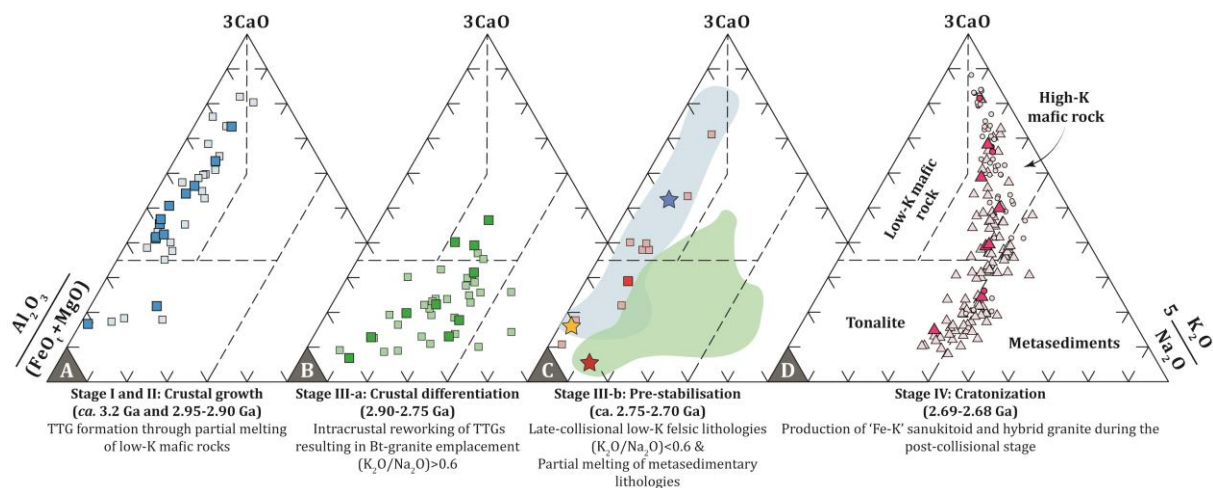 3CaO
3CaO
3CaO
3CaO
High-K
mafic rock
Low-K mafic
rock
Al₂O₃
(FeOₜ+MgO)
Tonalite
Metasediments
5 K₂O
Na₂O
A
B
C
D
Stage I and II: Crustal growth
(ca. 3.2 Ga and 2.95-2.90 Ga)
TTG formation through partial melting
of low-K mafic rocks
Stage III-a: Crustal differentiation
(2.90-2.75 Ga)
Intracrustal reworking of TTGs
resulting in Bt-granite emplacement
(K₂O/Na₂O)>0.6
Stage III-b: Pre-stabilisation
(ca. 2.75-2.70 Ga)
Late-collisional low-K felsic lithologies
(K₂O/Na₂O)<0.6 &
Partial melting of metasedimentary
lithologies
Stage IV: Cratonization
(2.69-2.68 Ga)
Production of 'Fe-K' sanukitoid and hybrid granite during the
post-collisional stage